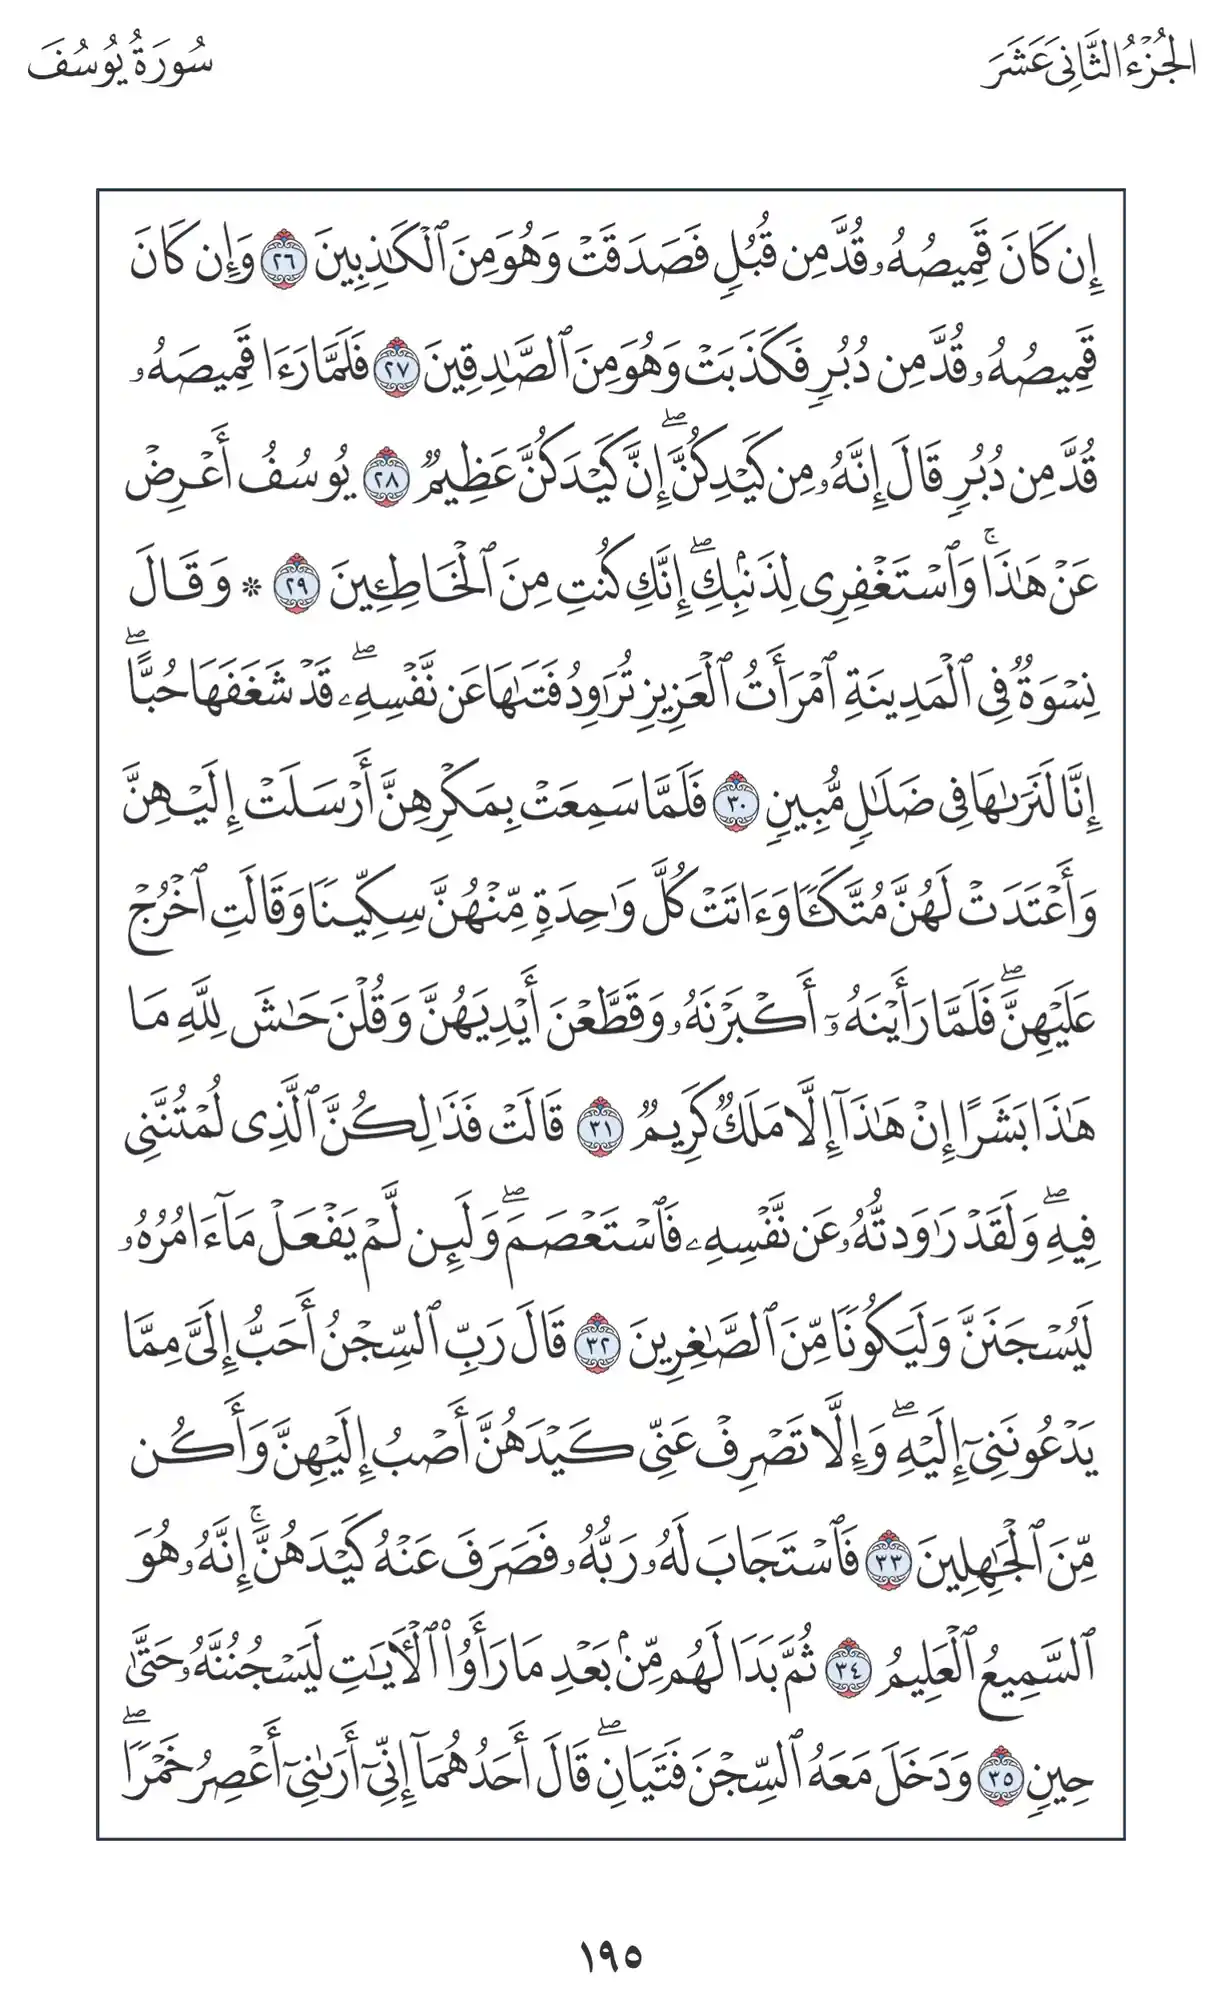 الجُزْءُ الثَّانِيَ عَشَرَ
سُورَةُ يُوسُفَ
إِن كَانَ قَمِيصُهُۥ قُدَّ مِن قُبُلٖ فَصَدَقَتۡ وَهُوَ مِنَ ٱلۡكَٰذِبِينَ ٢٦ وَإِن كَانَ
قَمِيصُهُۥ قُدَّ مِن دُبُرٖ فَكَذَبَتۡ وَهُوَ مِنَ ٱلصَّٰدِقِينَ ٢٧ فَلَمَّا رَءَا قَمِيصَهُۥ
قُدَّ مِن دُبُرٖ قَالَ إِنَّهُۥ مِن كَيۡدِكُنَّۖ إِنَّ كَيۡدَكُنَّ عَظِيمٞ ٢٨ يُوسُفُ أَعۡرِضۡ
عَنۡ هَٰذَاۚ وَٱسۡتَغۡفِرِي لِذَنۢبِكِۖ إِنَّكِ كُنتِ مِنَ ٱلۡخَاطِـِٔينَ ٢٩ ۞ وَقَالَ
نِسۡوَةٞ فِي ٱلۡمَدِينَةِ ٱمۡرَأَتُ ٱلۡعَزِيزِ تُرَٰوِدُ فَتَىٰهَا عَن نَّفۡسِهِۦۖ قَدۡ شَغَفَهَا حُبًّاۖ
إِنَّا لَنَرَىٰهَا فِي ضَلَٰلٖ مُّبِينٖ ٣٠ فَلَمَّا سَمِعَتۡ بِمَكۡرِهِنَّ أَرۡسَلَتۡ إِلَيۡهِنَّ
وَأَعۡتَدَتۡ لَهُنَّ مُتَّكَـٔٗا وَءَاتَتۡ كُلَّ وَٰحِدَةٖ مِّنۡهُنَّ سِكِّينٗا وَقَالَتِ ٱخۡرُجۡ
عَلَيۡهِنَّۖ فَلَمَّا رَأَيۡنَهُۥٓ أَكۡبَرۡنَهُۥ وَقَطَّعۡنَ أَيۡدِيَهُنَّ وَقُلۡنَ حَٰشَ لِلَّهِ مَا
هَٰذَا بَشَرًا إِنۡ هَٰذَآ إِلَّا مَلَكٞ كَرِيمٞ ٣١ قَالَتۡ فَذَٰلِكُنَّ ٱلَّذِي لُمۡتُنَّنِي
فِيهِۖ وَلَقَدۡ رَٰوَدتُّهُۥ عَن نَّفۡسِهِۦ فَٱسۡتَعۡصَمَۖ وَلَئِن لَّمۡ يَفۡعَلۡ مَآ ءَامُرُهُۥ
لَيُسۡجَنَنَّ وَلَيَكُونٗا مِّنَ ٱلصَّٰغِرِينَ ٣٢ قَالَ رَبِّ ٱلسِّجۡنُ أَحَبُّ إِلَيَّ مِمَّا
يَدۡعُونَنِيٓ إِلَيۡهِۖ وَإِلَّا تَصۡرِفۡ عَنِّي كَيۡدَهُنَّ أَصۡبُ إِلَيۡهِنَّ وَأَكُن
مِّنَ ٱلۡجَٰهِلِينَ ٣٣ فَٱسۡتَجَابَ لَهُۥ رَبُّهُۥ فَصَرَفَ عَنۡهُ كَيۡدَهُنَّۚ إِنَّهُۥ هُوَ
ٱلسَّمِيعُ ٱلۡعَلِيمُ ٣٤ ثُمَّ بَدَا لَهُم مِّنۢ بَعۡدِ مَا رَأَوُاْ ٱلۡأٓيَٰتِ لَيَسۡجُنُنَّهُۥ حَتَّىٰ
حِينٖ ٣٥ وَدَخَلَ مَعَهُ ٱلسِّجۡنَ فَتَيَانِۖ قَالَ أَحَدُهُمَآ إِنِّيٓ أَرَىٰنِيٓ أَعۡصِرُ خَمۡرٗاۖ
١٩٥